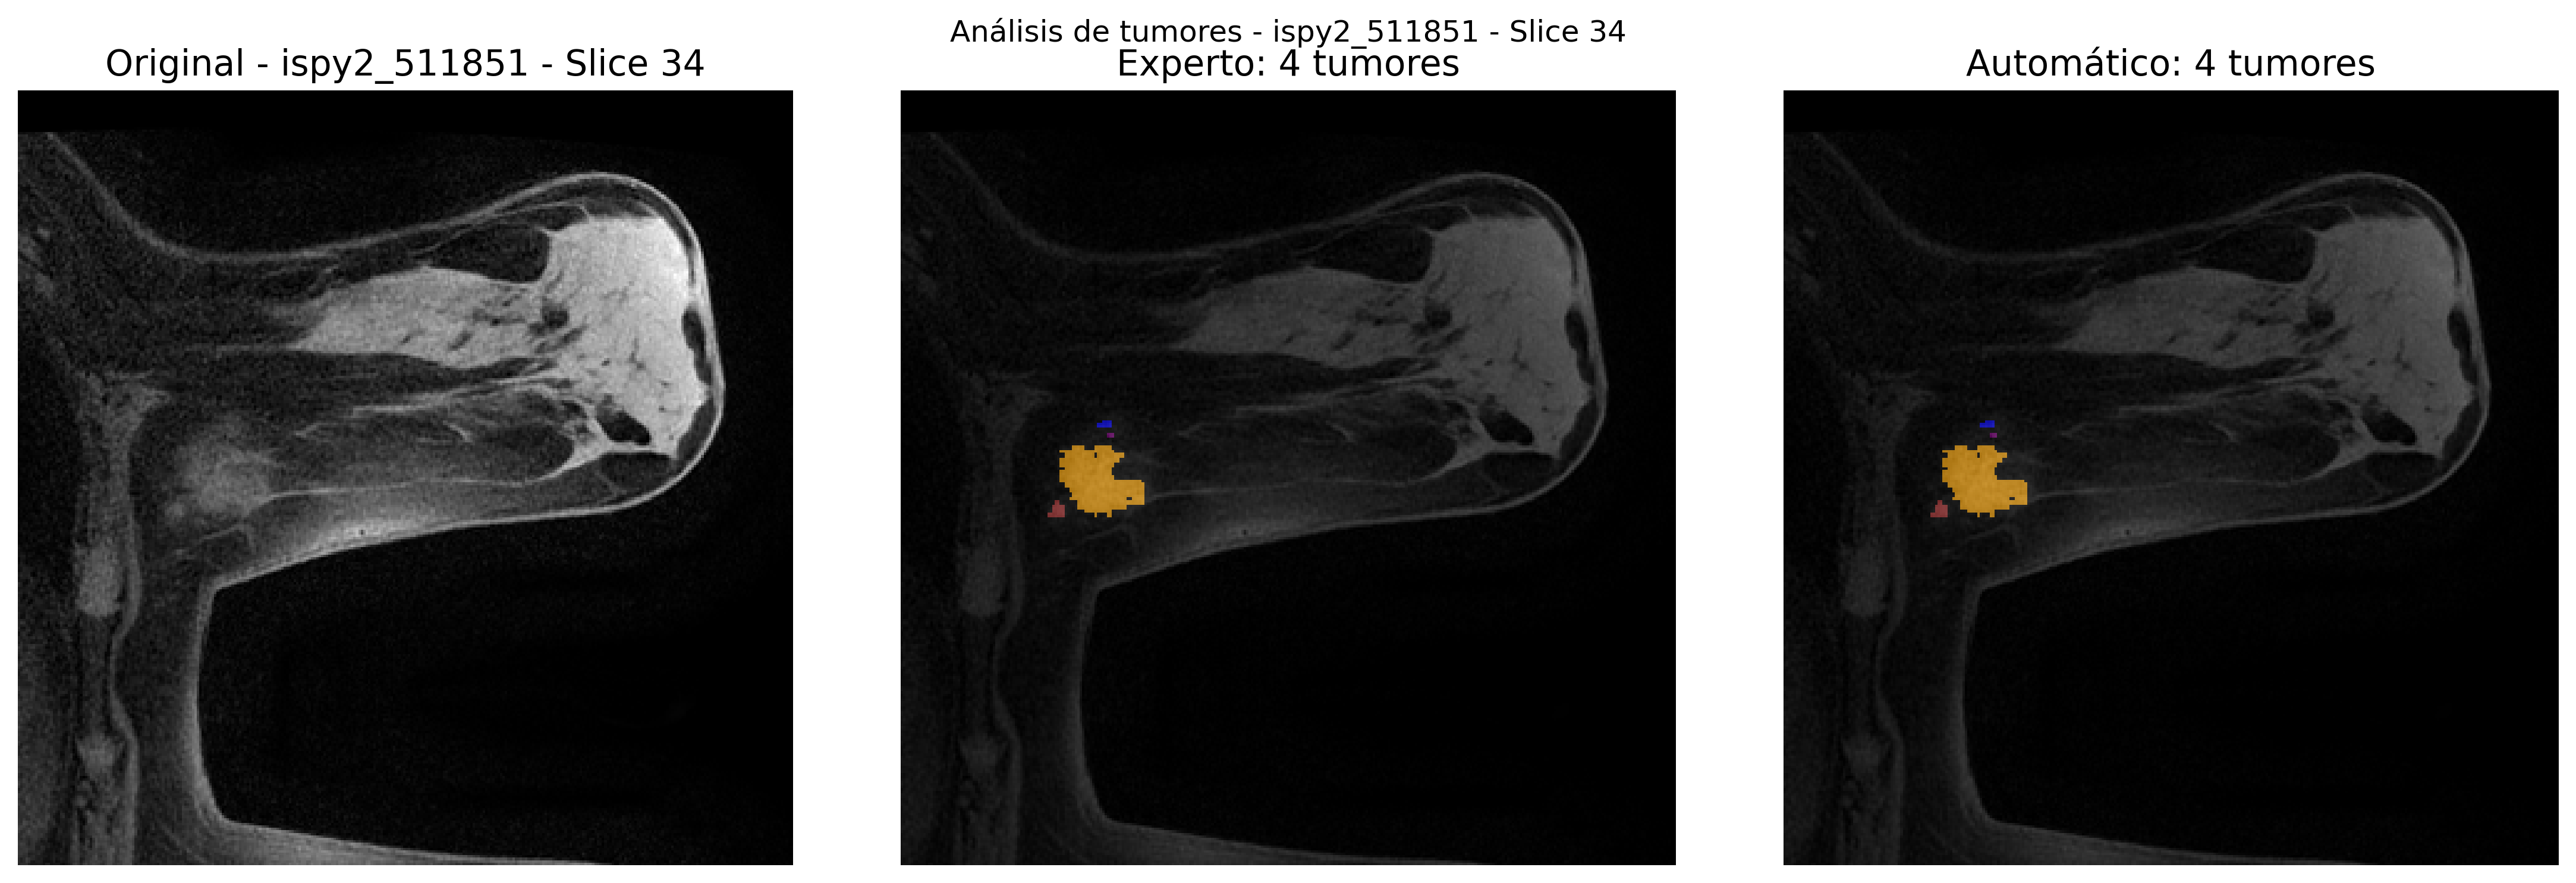 Análisis de tumores - ispy2_511851 - Slice 34
Original - ispy2_511851 - Slice 34
Experto: 4 tumores
Automático: 4 tumores